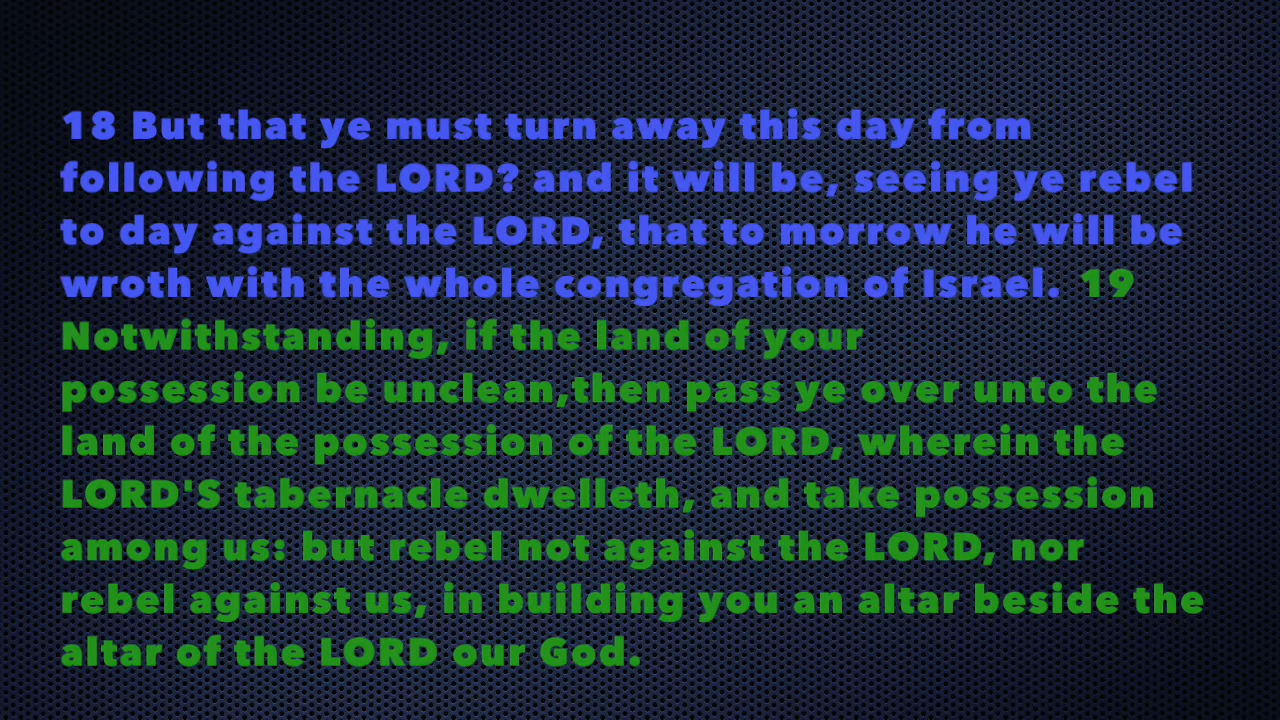 18 But that ye must turn away this day from
following the LORD? and it will be, seeing ye rebel
to day against the LORD, that to morrow he will be
wroth with the whole congregation of Israel. 19
Notwithstanding, if the land of your
possession be unclean,then pass ye over unto the
land of the possession of the LORD, wherein the
LORD'S tabernacle dwelleth, and take possession
among us: but rebel not against the LORD, nor
rebel against us, in building you an altar beside the
altar of the LORD our God.